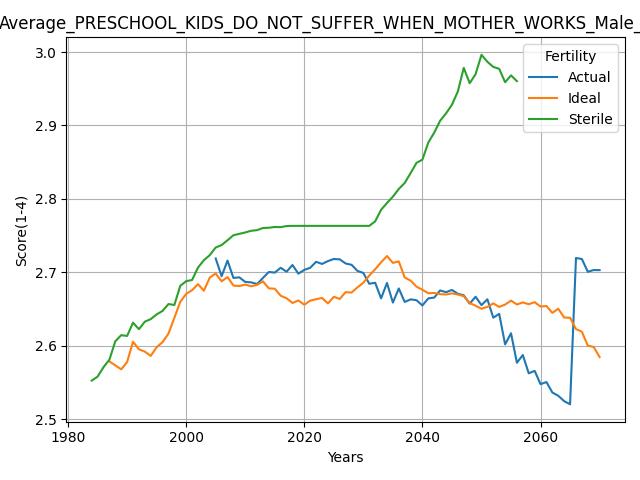 Average_PRESCHOOL_KIDS_DO_NOT_SUFFER_WHEN_MOTHER_WORKS_Male_
Fertility
Actual
Ideal
Sterile
3.0
2.9
2.8
2.7
2.6
2.5
Score(1-4)
1980 2000 2020 2040 2060
Years